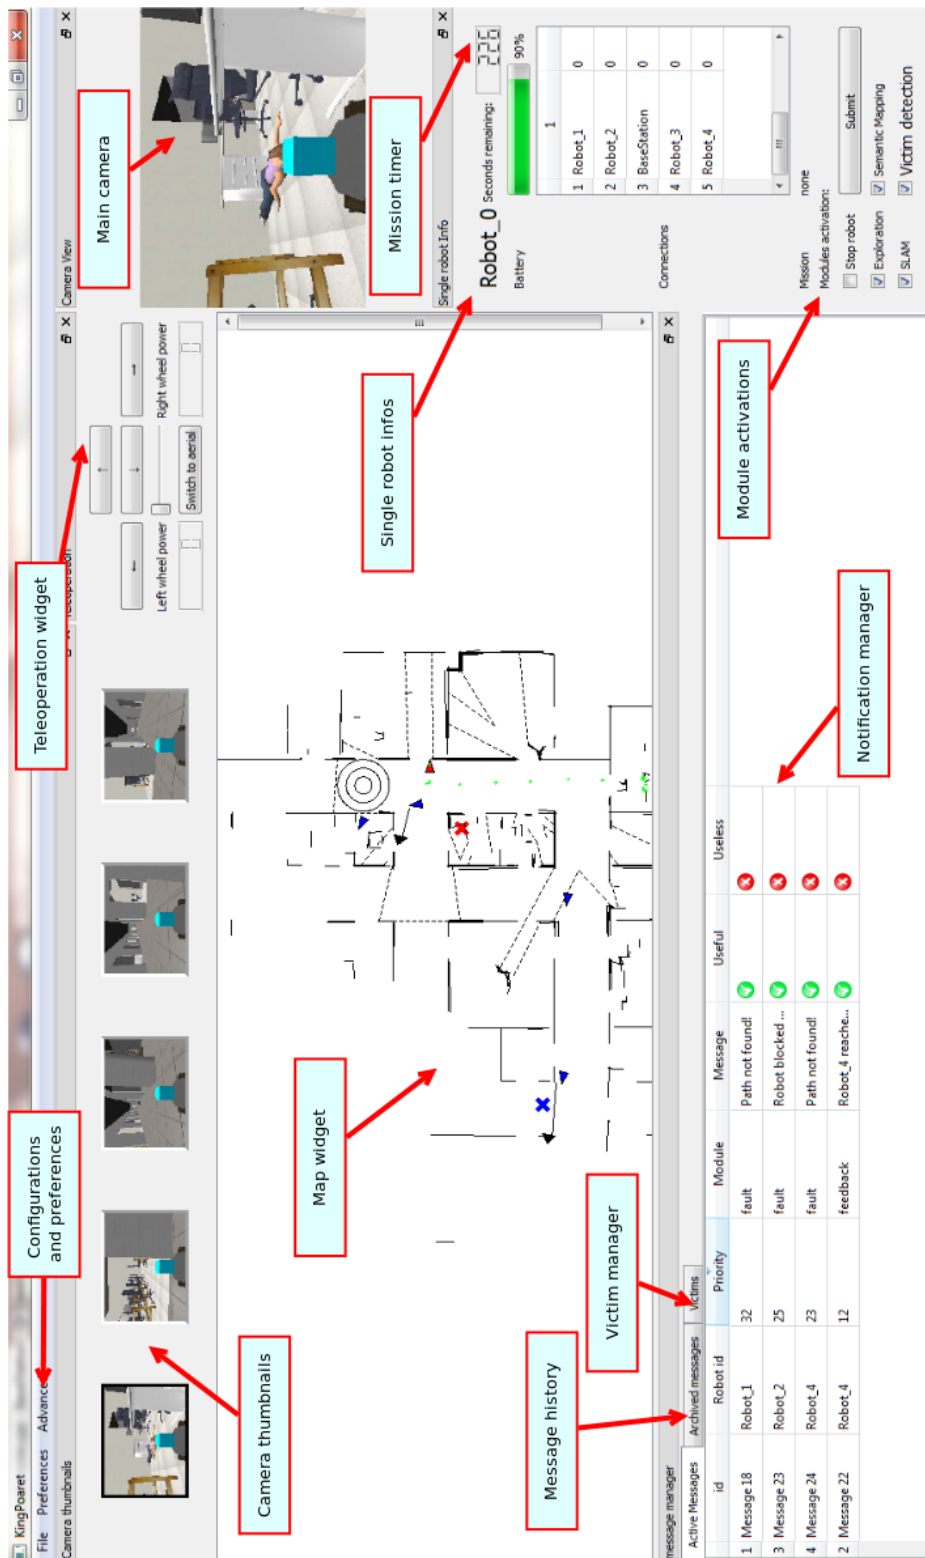 KingPoaret
File Preferences Advance
Configurations
and preferences
Camera thumbnails
Camera thumbnails
Teleoperation widget
Left wheel power
Right wheel power
Switch to aerial
Camera View
Main camera
Mission timer
Map widget
Single robot infos
Single robot Info
Robot_0 Seconds remaining: 226
Battery 90%
Connections
1
1 Robot_1 0
2 Robot_2 0
3 BaseStation
4 Robot_3 0
5 Robot_4 0
Mission none
Modules activation:
Stop robot Submit
Exploration Semantic Mapping
SLAM Victim detection
Module activations
Message history
Victim manager
Notification manager
message manager
Active Messages Archived messages Victims
id Robot id Priority Module Message Useful Useless
1 Message 18 Robot_1 32 fault Path not found!
3 Message 23 Robot_2 25 fault Robot blocked ...
4 Message 24 Robot_4 23 fault Path not found!
2 Message 22 Robot_4 12 feedback Robot_4 reache...